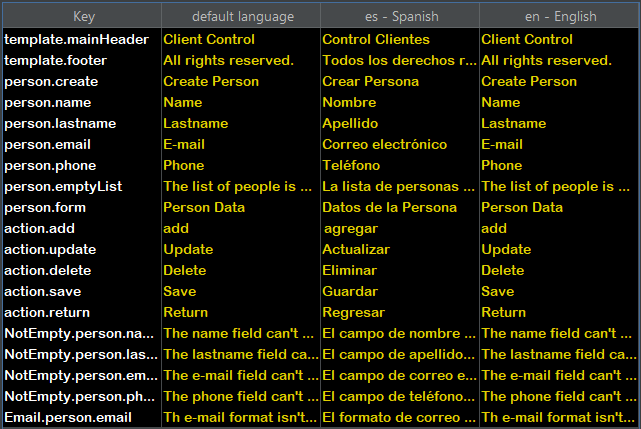 Key default language es - Spanish en - English
template.mainHeader Client Control Control Clientes Client Control
template.footer All rights reserved. Todos los derechos r... All rights reserved.
person.create Create Person Crear Persona Create Person
person.name Name Nombre Name
person.lastname Lastname Apellido Lastname
person.email E-mail Correo electrónico E-mail
person.phone Phone Teléfono Phone
person.emptyList The list of people is ... La lista de personas ... The list of people is ...
person.form Person Data Datos de la Persona Person Data
action.add add agregar add
action.update Update Actualizar Update
action.delete Delete Eliminar Delete
action.save Save Guardar Save
action.return Return Regresar Return
NotEmpty.person.na... The name field can't ... El campo de nombre ... The name field can't ...
NotEmpty.person.las... The lastname field ca... El campo de apellido... The lastname field ca...
NotEmpty.person.em... The e-mail field can't ... El campo de correo e... The e-mail field can't ...
NotEmpty.person.ph... The phone field can't ... El campo de teléfono... The phone field can't ...
Email.person.email Th e-mail format isn't... El formato de correo ... Th e-mail format isn't...